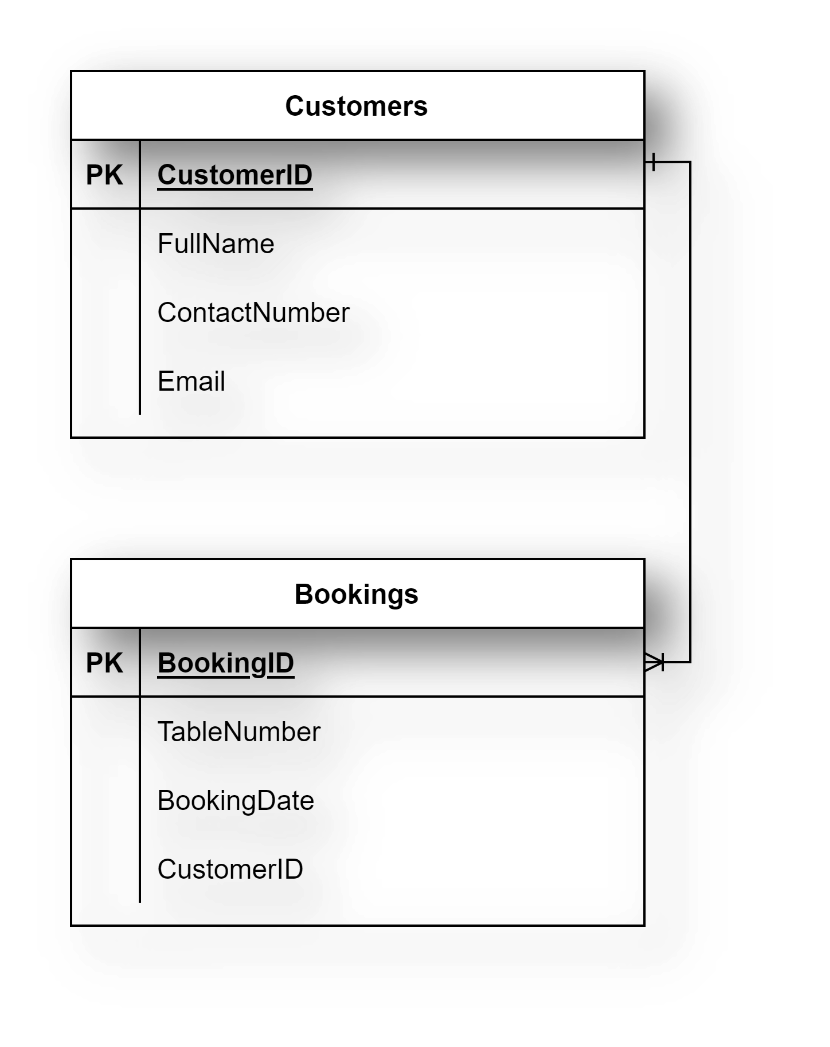 Customers
PK CustomerID
FullName
ContactNumber
Email
Bookings
PK BookingID
TableNumber
BookingDate
CustomerID